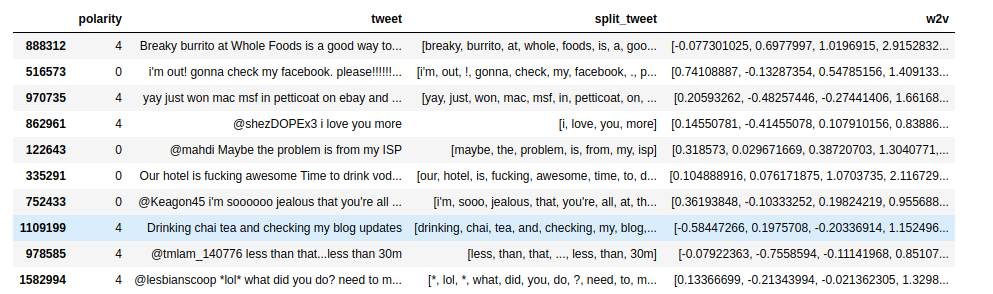 polarity tweet split_tweet w2v
888312 4 Breaky burrito at Whole Foods is a good way to... [breaky, burrito, at, whole, foods, is, a, goo... [-0.077301025, 0.6977997, 1.0196915, 2.9152832...
516573 0 i'm out! gonna check my facebook. please!!!!!!... [i'm, out, !, gonna, check, my, facebook, ., p... [0.74108887, -0.13287354, 0.54785156, 1.409133...
970735 4 yay just won mac msf in petticoat on ebay and ... [yay, just, won, mac, msf, in, petticoat, on, ... [0.20593262, -0.48257446, -0.27441406, 1.66168...
862961 4 @shezDOPEx3 i love you more [i, love, you, more] [0.14550781, -0.41455078, 0.107910156, 0.83886...
122643 0 @mahdi Maybe the problem is from my ISP [maybe, the, problem, is, from, my, isp] [0.318573, 0.029671669, 0.38720703, 1.3040771,...
335291 0 Our hotel is fucking awesome Time to drink vod... [our, hotel, is, fucking, awesome, time, to, d... [0.104888916, 0.076171875, 1.0703735, 2.116729...
752433 0 @Keagon45 i'm soooooo jealous that you're all ... [i'm, sooo, jealous, that, you're, all, at, th... [0.36193848, -0.10333252, 0.19824219, 0.955688...
1109199 4 Drinking chai tea and checking my blog updates [drinking, chai, tea, and, checking, my, blog,... [-0.58447266, 0.1975708, -0.20336914, 1.152496...
978585 4 @tmlam_140776 less than that...less than 30m [less, than, that, ..., less, than, 30m] [-0.07922363, -0.7558594, -0.11141968, 0.85107...
1582994 4 @lesbianscoop *lol* what did you do? need to m... [*, lol, *, what, did, you, do, ?, need, to, m... [0.13366699, -0.21343994, -0.021362305, 1.3298...